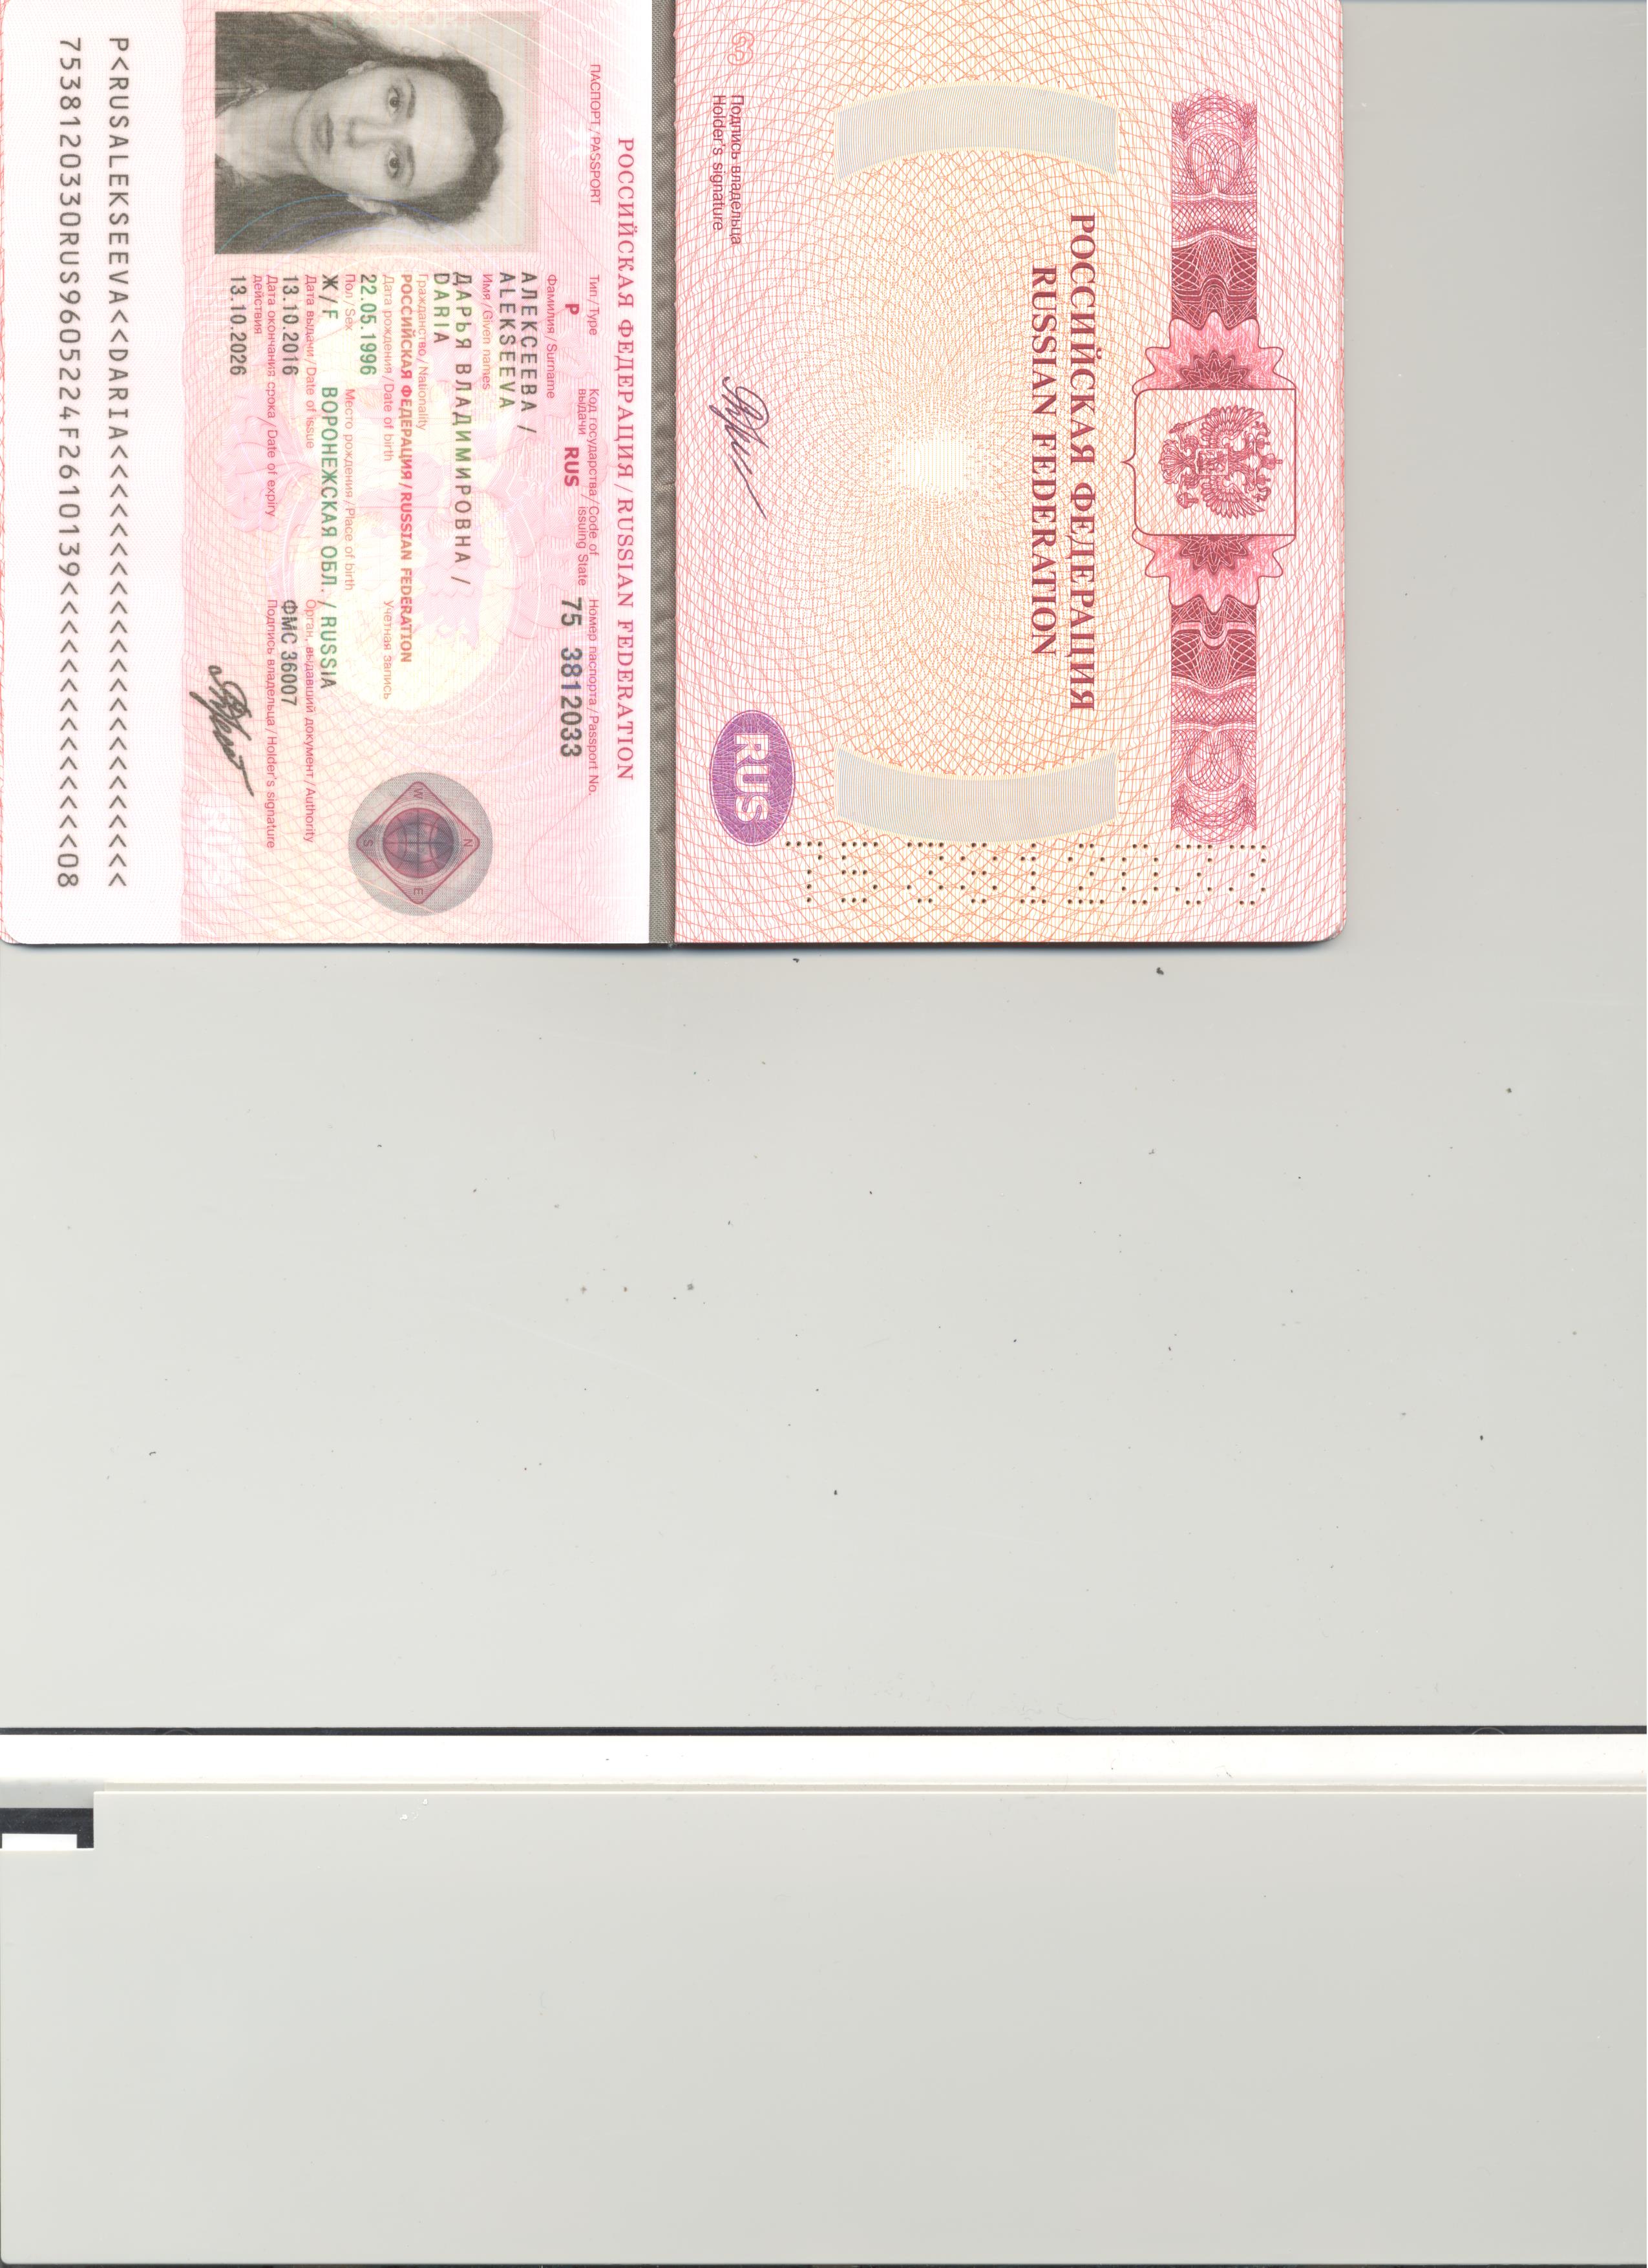 РОССИЙСКАЯ ФЕДЕРАЦИЯ
RUSSIAN FEDERATION
Подпись владельца
Holder's signature
RUS
РОССИЙСКАЯ ФЕДЕРАЦИЯ / RUSSIAN FEDERATION
ПАСПОРТ / PASSPORT
Тип / Type
Код государства / Code of
выдачи issuing State
Номер паспорта / Passport No.
P RUS 75 3812033
Фамилия / Surname
АЛЕКСЕЕВА /
ALEKSEEVA
Имя / Given names
ДАРЬЯ ВЛАДИМИРОВНА /
DARIA
Гражданство / Nationality
РОССИЙСКАЯ ФЕДЕРАЦИЯ / RUSSIAN FEDERATION
Дата рождения / Date of birth Учетная запись
22.05.1996
Пол / Sex Место рождения / Place of birth
Ж / F ВОРОНЕЖСКАЯ ОБЛ. / RUSSIA
Дата выдачи / Date of issue Орган, выдавший документ / Authority
13.10.2016 ФМС 36007
Дата окончания срока / Date of expiry Подпись владельца / Holder's signature
действия
13.10.2026
N
W
E
S
P<RUSALEKSEEVA<<DARIA<<<<<<<<<<<<<<<<<<<<<<<
7538120330RUS9605224F2610139<<<<<<<<<<<<<<08